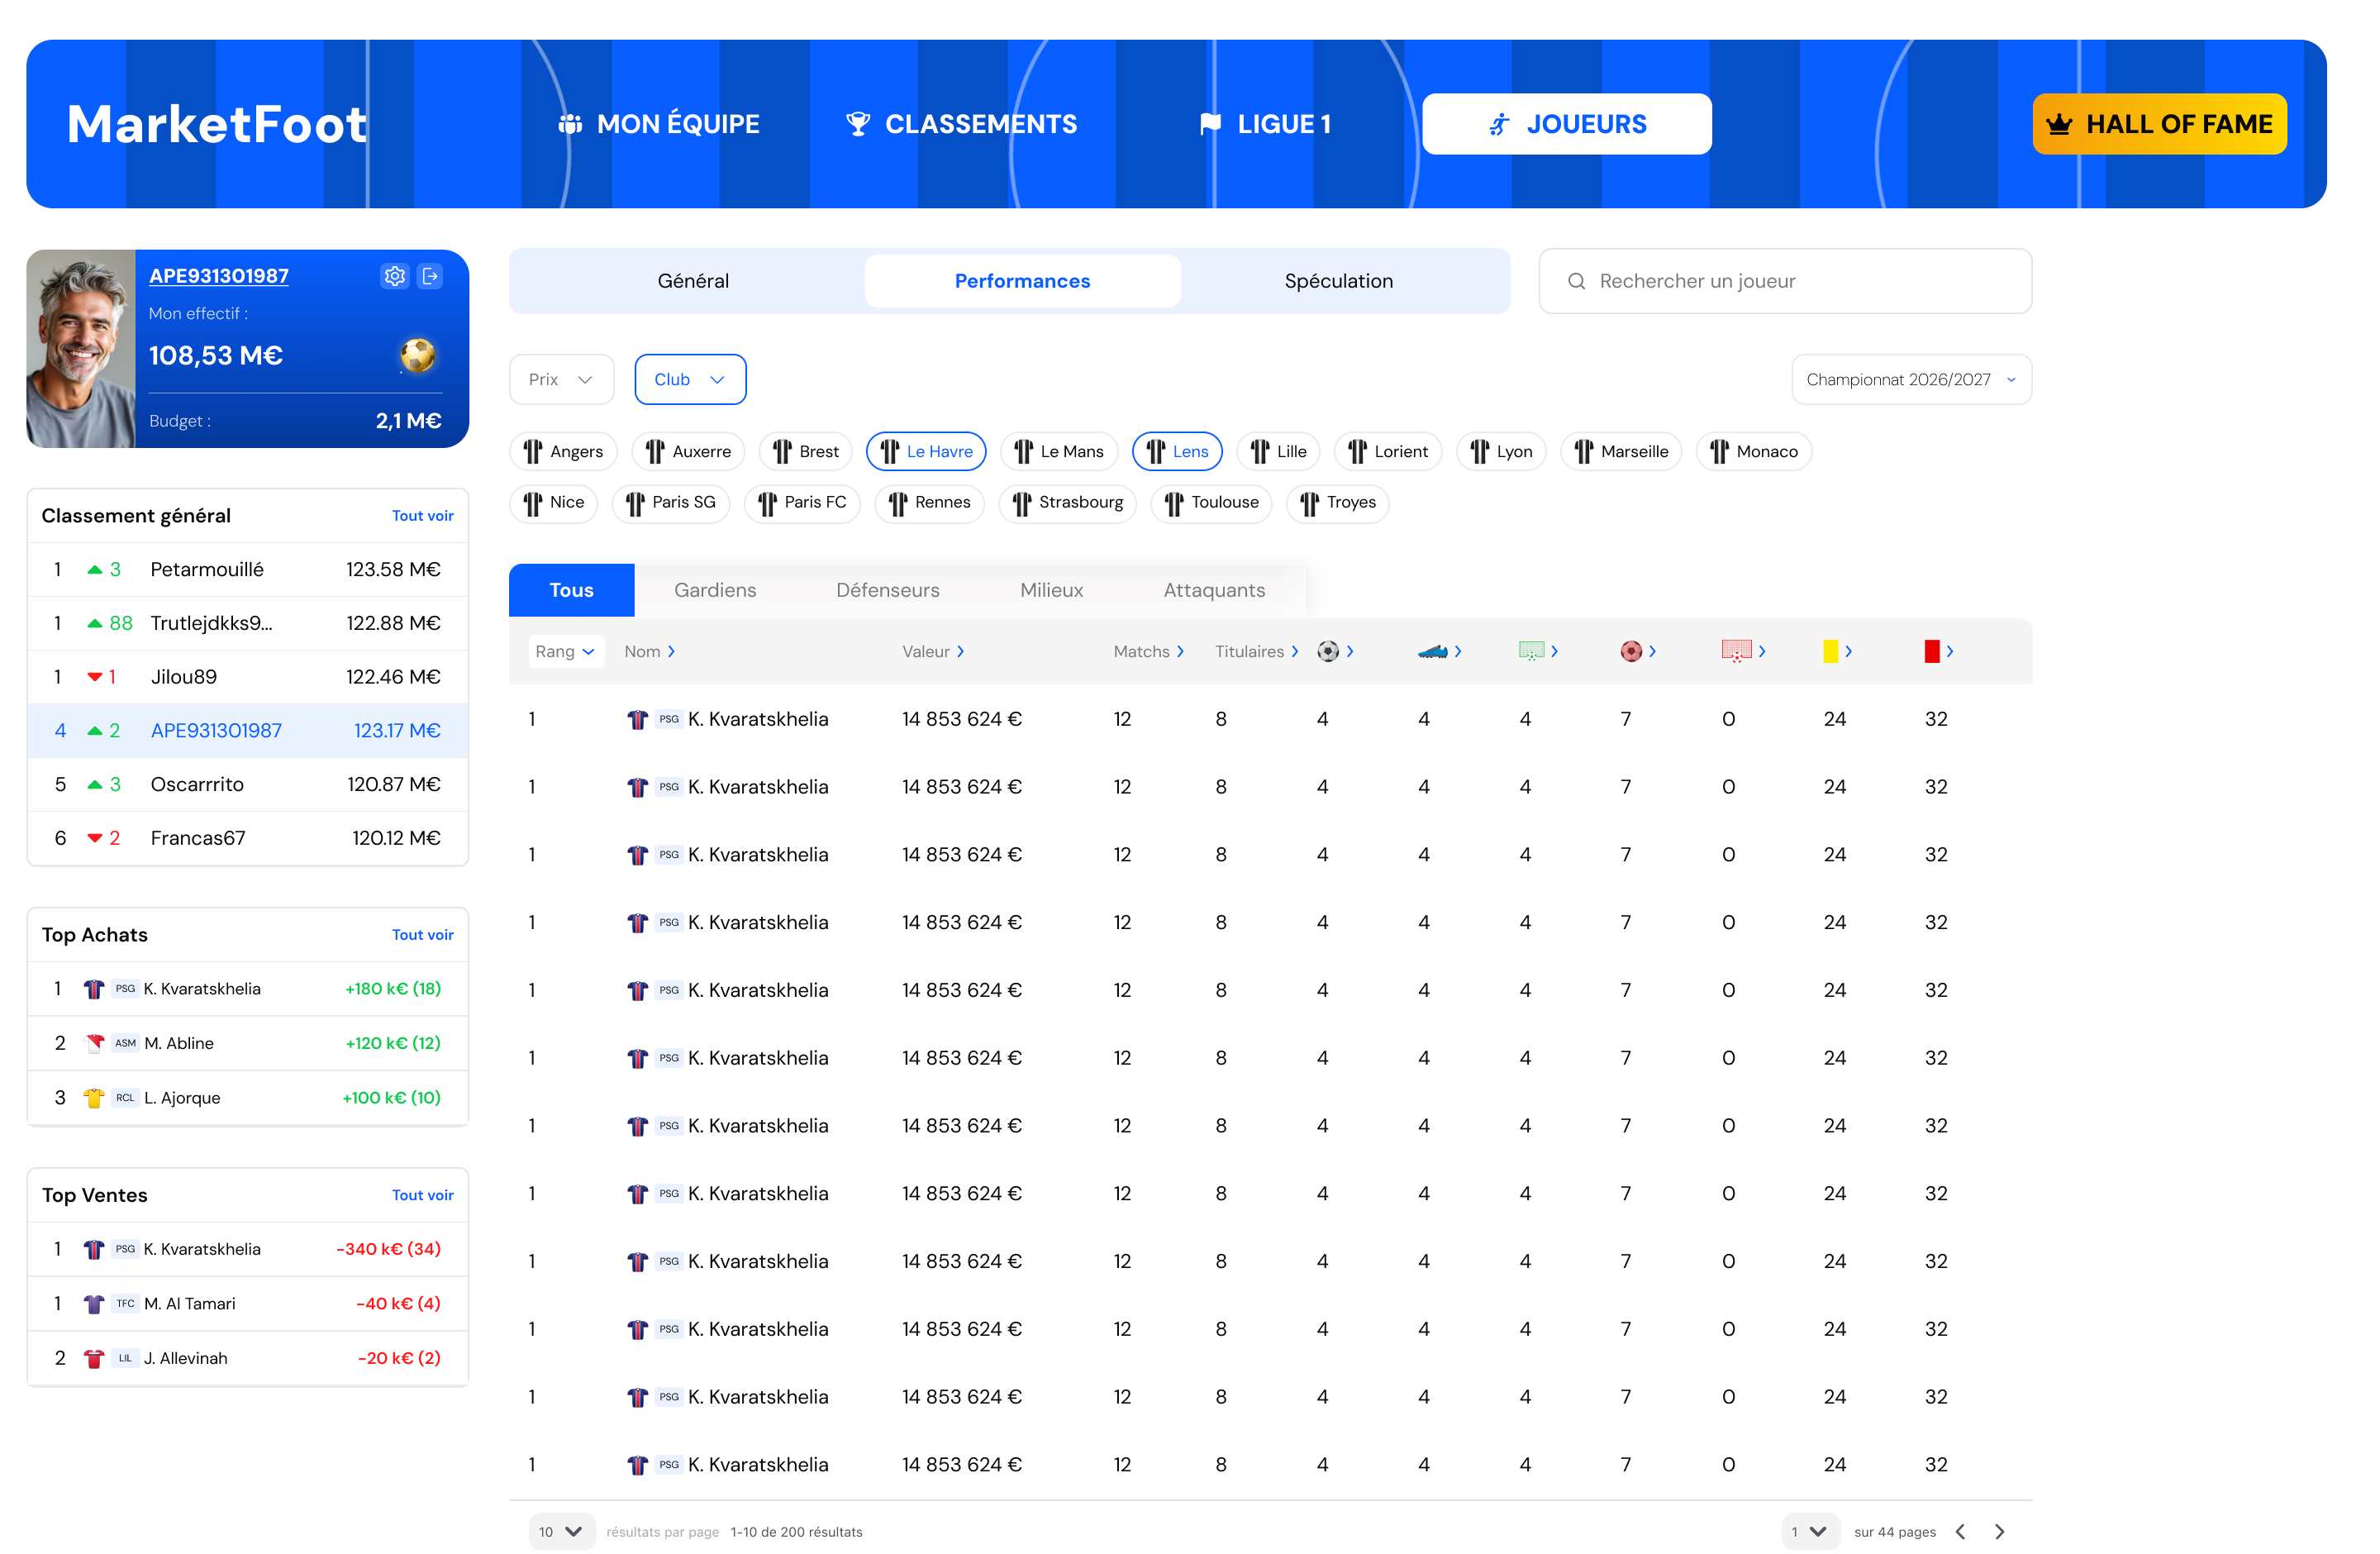 MarketFoot
MON ÉQUIPE
CLASSEMENTS
LIGUE 1
JOUEURS
HALL OF FAME
APE931301987
Mon effectif :
108,53 M€
Budget :
2,1 M€
Classement général Tout voir
1 3 Petarmouillé 123.58 M€
1 88 Trutlejdkks9... 122.88 M€
1 1 Jilou89 122.46 M€
4 2 APE931301987 123.17 M€
5 3 Oscarrrito 120.87 M€
6 2 Francas67 120.12 M€
Top Achats Tout voir
1 PSG K. Kvaratskhelia +180 k€ (18)
2 ASM M. Abline +120 k€ (12)
3 RCL L. Ajorque +100 k€ (10)
Top Ventes Tout voir
1 PSG K. Kvaratskhelia -340 k€ (34)
1 TFC M. Al Tamari -40 k€ (4)
2 LIL J. Allevinah -20 k€ (2)
Général Performances Spéculation
Rechercher un joueur
Prix Club
Championnat 2026/2027
Angers Auxerre Brest Le Havre Le Mans Lens Lille Lorient Lyon Marseille Monaco
Nice Paris SG Paris FC Rennes Strasbourg Toulouse Troyes
Tous Gardiens Défenseurs Milieux Attaquants
Rang Nom Valeur Matchs Titulaires
1 PSG K. Kvaratskhelia 14 853 624 € 12 8 4 4 4 7 0 24 32
1 PSG K. Kvaratskhelia 14 853 624 € 12 8 4 4 4 7 0 24 32
1 PSG K. Kvaratskhelia 14 853 624 € 12 8 4 4 4 7 0 24 32
1 PSG K. Kvaratskhelia 14 853 624 € 12 8 4 4 4 7 0 24 32
1 PSG K. Kvaratskhelia 14 853 624 € 12 8 4 4 4 7 0 24 32
1 PSG K. Kvaratskhelia 14 853 624 € 12 8 4 4 4 7 0 24 32
1 PSG K. Kvaratskhelia 14 853 624 € 12 8 4 4 4 7 0 24 32
1 PSG K. Kvaratskhelia 14 853 624 € 12 8 4 4 4 7 0 24 32
1 PSG K. Kvaratskhelia 14 853 624 € 12 8 4 4 4 7 0 24 32
1 PSG K. Kvaratskhelia 14 853 624 € 12 8 4 4 4 7 0 24 32
1 PSG K. Kvaratskhelia 14 853 624 € 12 8 4 4 4 7 0 24 32
1 PSG K. Kvaratskhelia 14 853 624 € 12 8 4 4 4 7 0 24 32
10 résultats par page 1-10 de 200 résultats
1 sur 44 pages